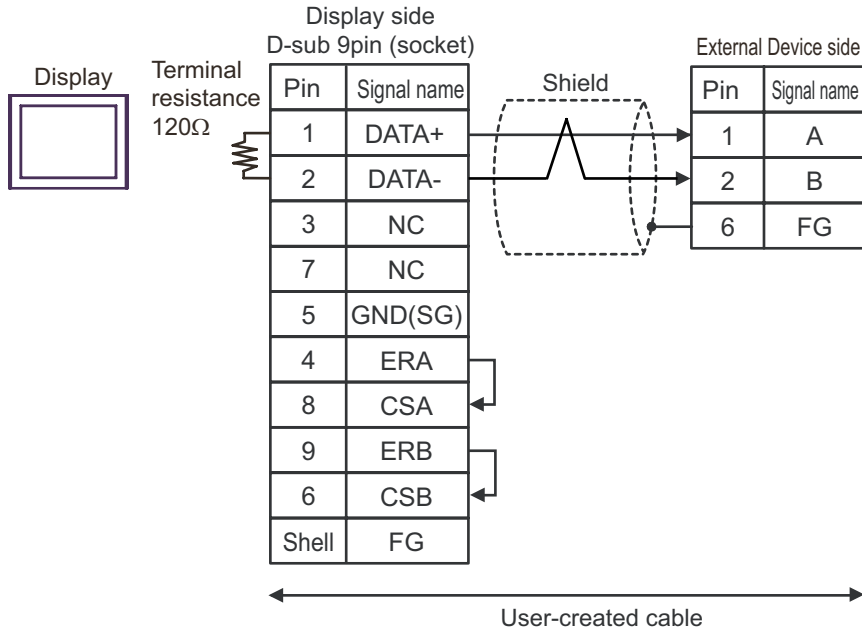 Display side
D-sub 9pin (socket)
External Device side
Display
Terminal
resistance
120Ω
Shield
Pin Signal name
1 DATA+
2 DATA-
3 NC
7 NC
5 GND(SG)
4 ERA
8 CSA
9 ERB
6 CSB
Shell FG
Pin Signal name
1 A
2 B
6 FG
User-created cable